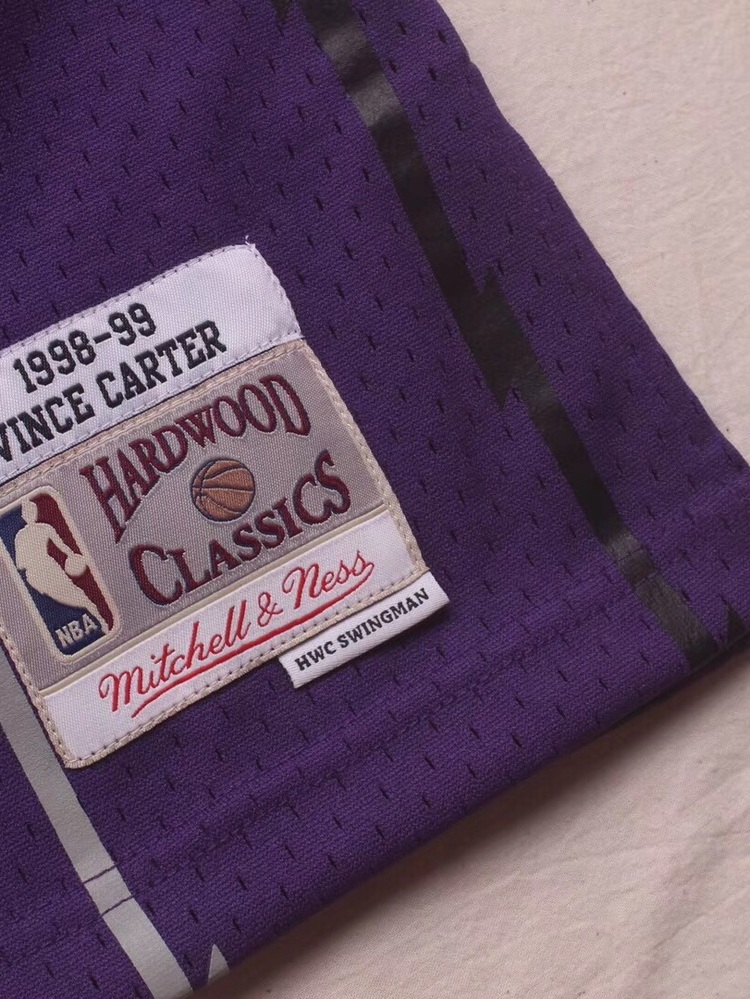 1998-99
VINCE CARTER
HARDWOOD
CLASSICS
NBA
Mitchell & Ness
HWC SWINGMAN